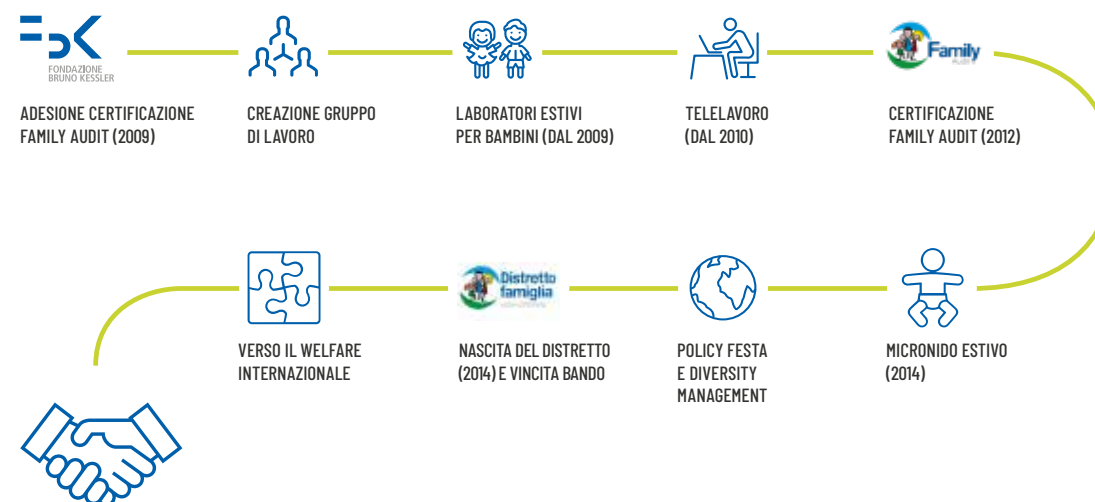 FONDAZIONE
BRUNO KESSLER
ADESIONE CERTIFICAZIONE
FAMILY AUDIT (2009)
CREAZIONE GRUPPO
DI LAVORO
LABORATORI ESTIVI
PER BAMBINI (DAL 2009)
TELELAVORO
(DAL 2010)
Family
CERTIFICAZIONE
FAMILY AUDIT (2012)
VERSO IL WELFARE
INTERNAZIONALE
Distretto
famiglia
NASCITA DEL DISTRETTO
(2014) E VINCITA BANDO
POLICY FESTA
E DIVERSITY
MANAGEMENT
MICRONIDO ESTIVO
(2014)